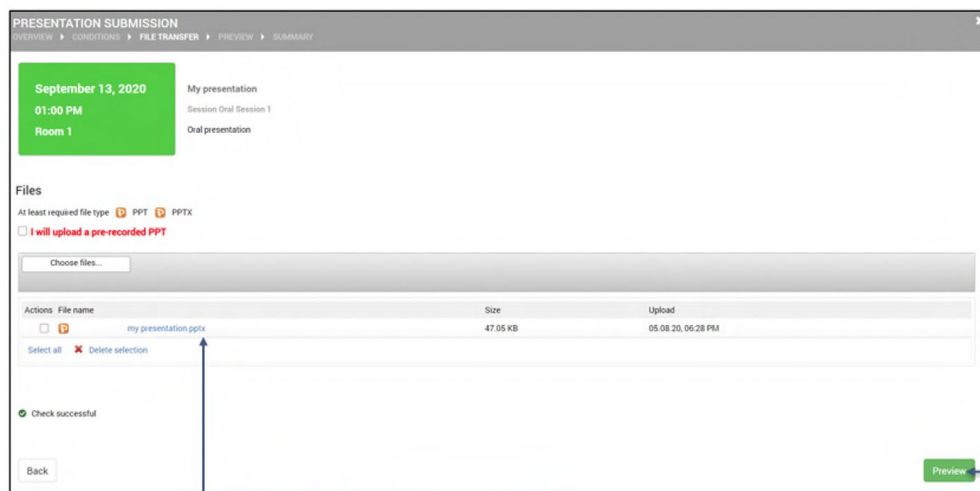 PRESENTATION SUBMISSION
OVERVIEW ▸ CONDITIONS ▸ FILE TRANSFER ▸ PREVIEW ▸ SUMMARY
September 13, 2020
01:00 PM
Room 1
My presentation
Session Oral Session 1
Oral presentation
Files
At least required file type PPT PPTX
I will upload a pre-recorded PPT
Choose files...
Actions File name Size Upload
my presentation.pptx 47.05 KB 05.08.20, 06:28 PM
Select all Delete selection
Check successful
Back Preview